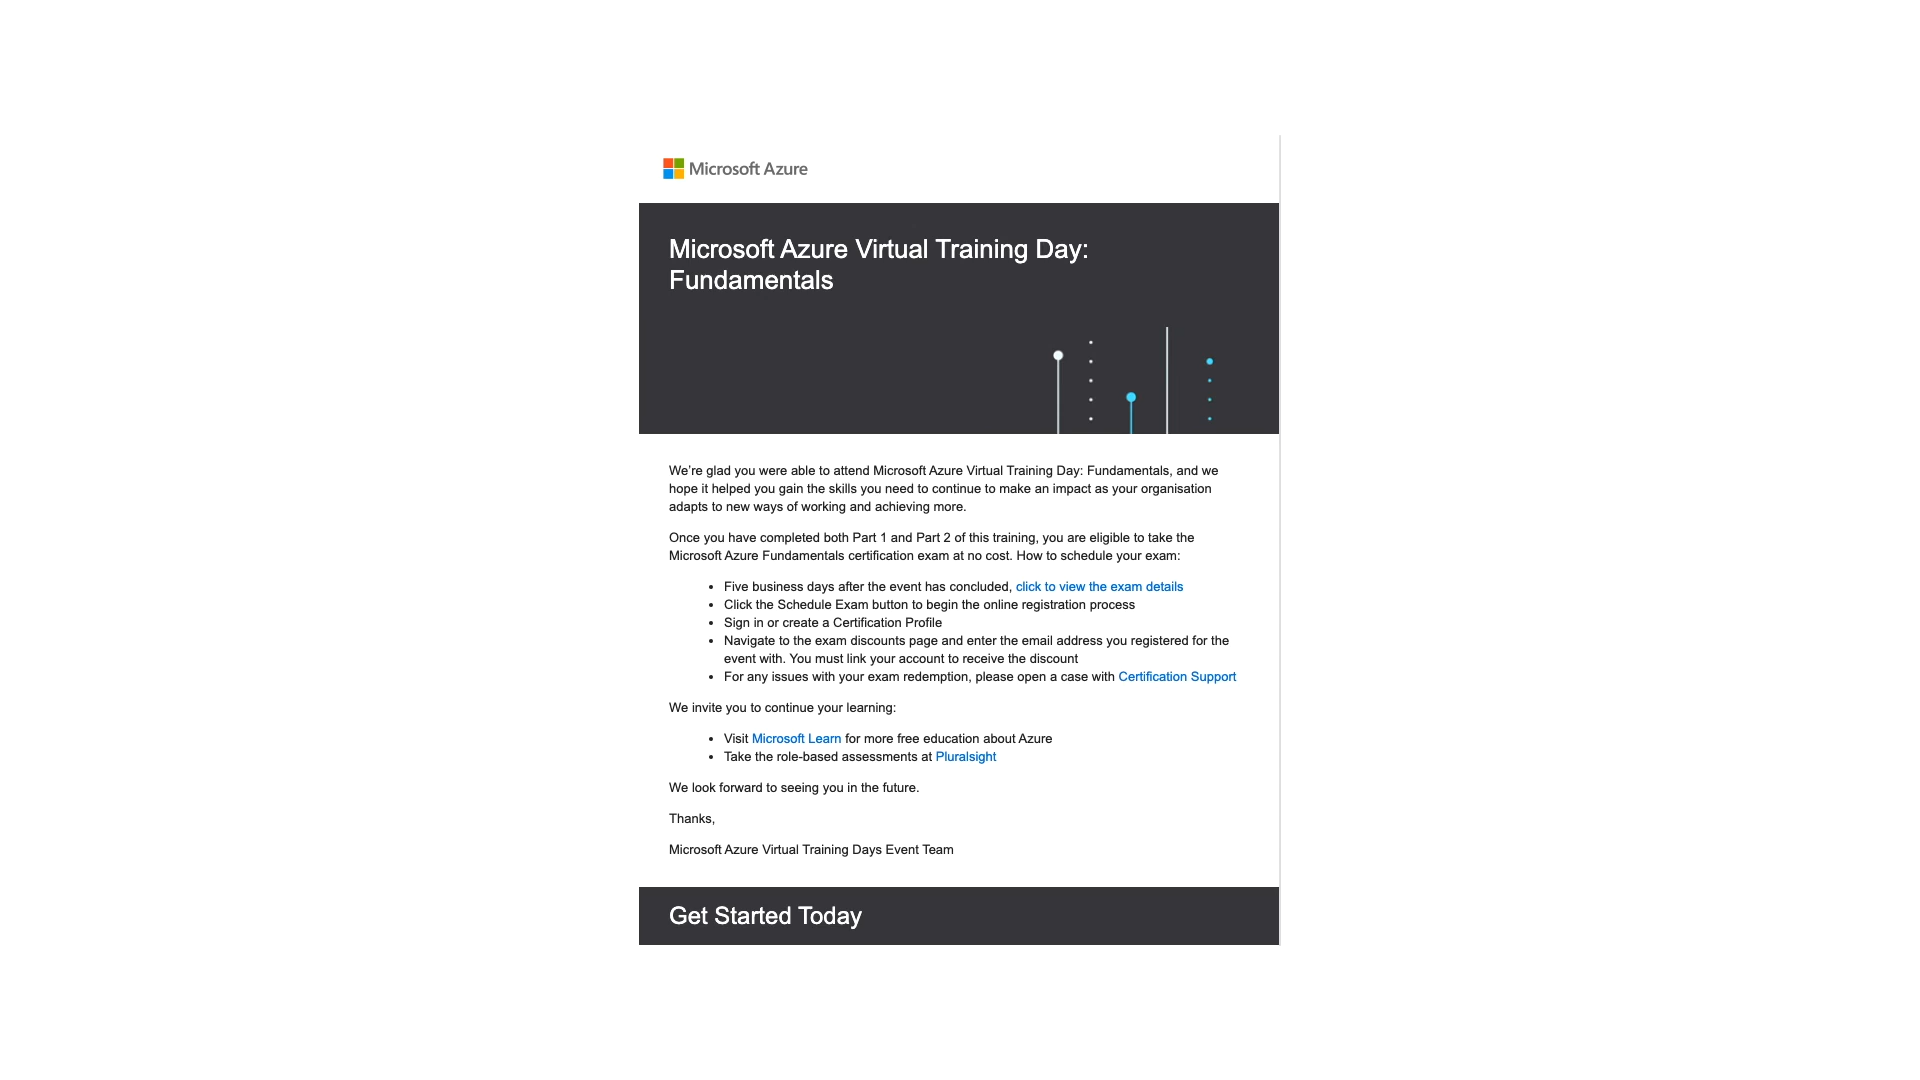 Microsoft Azure
Microsoft Azure Virtual Training Day:
Fundamentals
We’re glad you were able to attend Microsoft Azure Virtual Training Day: Fundamentals, and we
hope it helped you gain the skills you need to continue to make an impact as your organisation
adapts to new ways of working and achieving more.
Once you have completed both Part 1 and Part 2 of this training, you are eligible to take the
Microsoft Azure Fundamentals certification exam at no cost. How to schedule your exam:
• Five business days after the event has concluded, click to view the exam details
• Click the Schedule Exam button to begin the online registration process
• Sign in or create a Certification Profile
• Navigate to the exam discounts page and enter the email address you registered for the
event with. You must link your account to receive the discount
• For any issues with your exam redemption, please open a case with Certification Support
We invite you to continue your learning:
• Visit Microsoft Learn for more free education about Azure
• Take the role-based assessments at Pluralsight
We look forward to seeing you in the future.
Thanks,
Microsoft Azure Virtual Training Days Event Team
Get Started Today